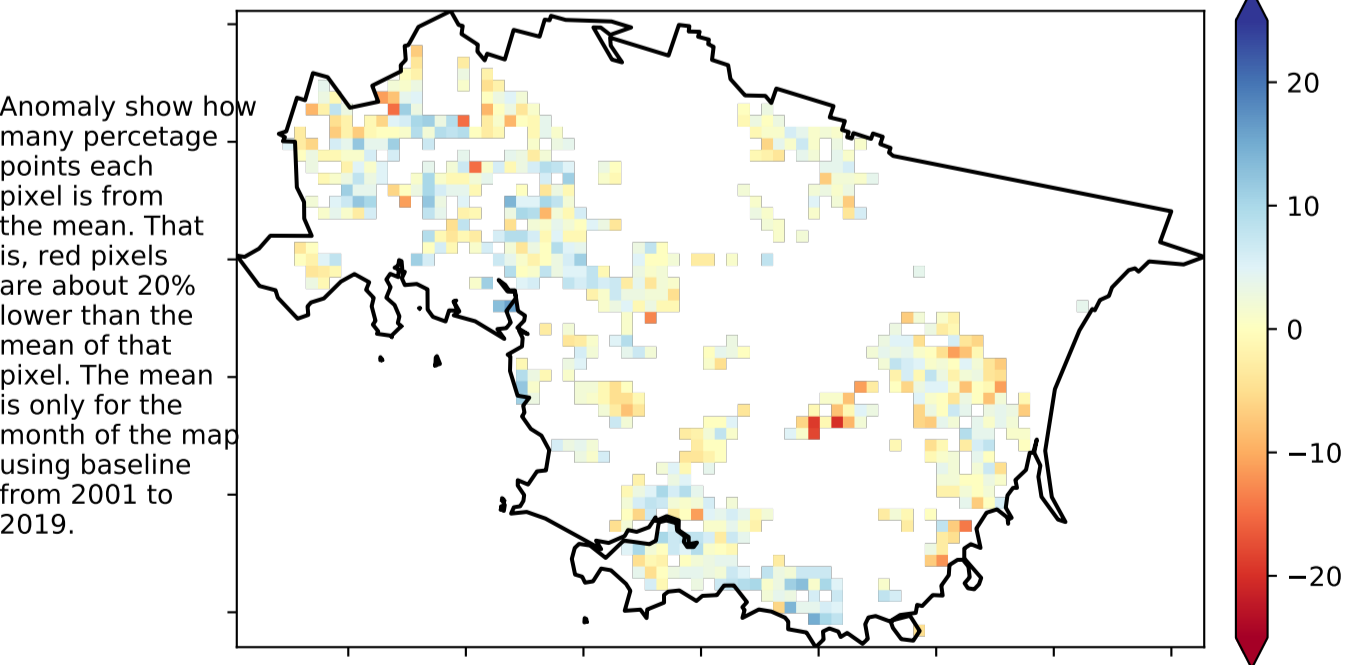 Anomaly show how
many percetage
points each
pixel is from
the mean. That
is, red pixels
are about 20%
lower than the
mean of that
pixel. The mean
is only for the
month of the map
using baseline
from 2001 to
2019.
20
10
0
−10
−20